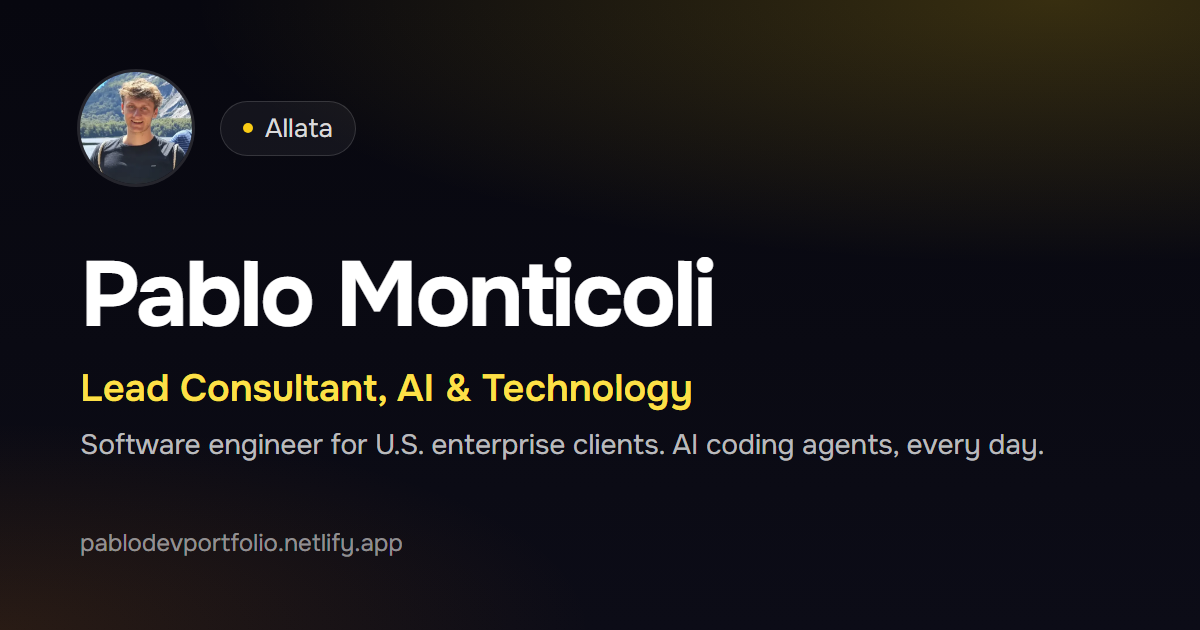 Allata
Pablo Monticoli
Lead Consultant, AI & Technology
Software engineer for U.S. enterprise clients. AI coding agents, every day.
pablodevportfolio.netlify.app